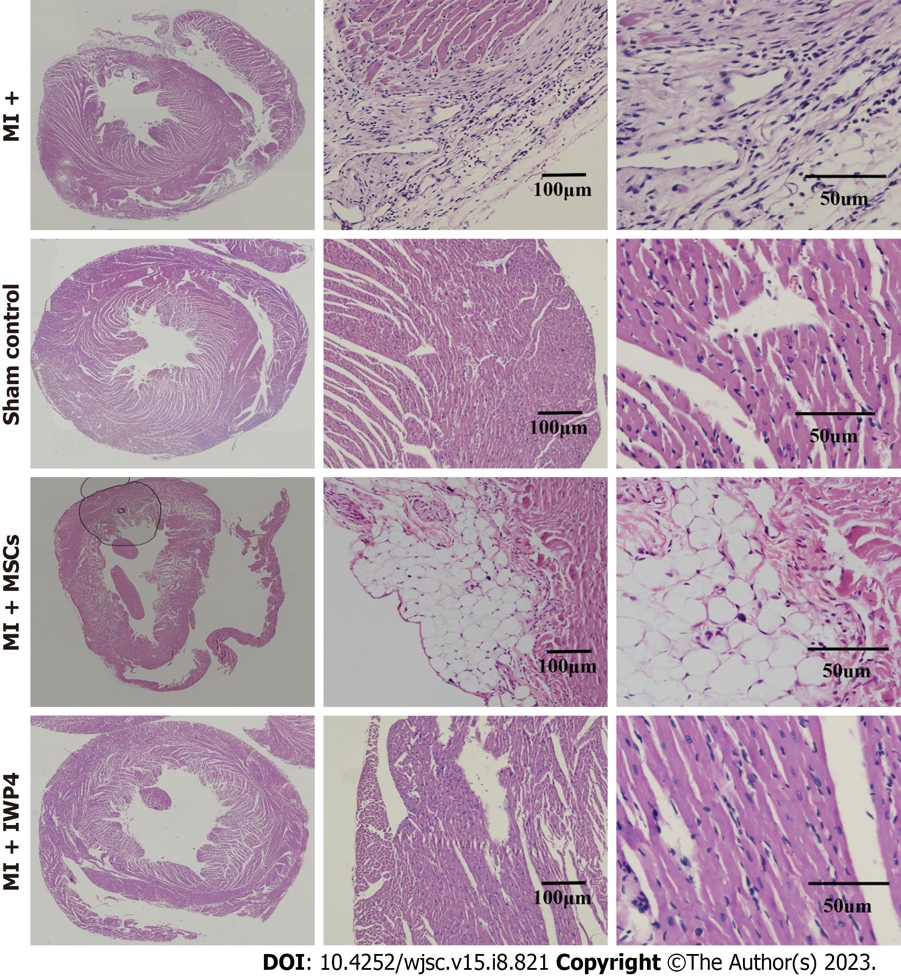 MI +
100μm
50um
Sham control
100μm
50um
MI + MSCs
100μm
50um
MI + IWP4
100μm
50um
DOI: 10.4252/wjsc.v15.i8.821 Copyright ©The Author(s) 2023.